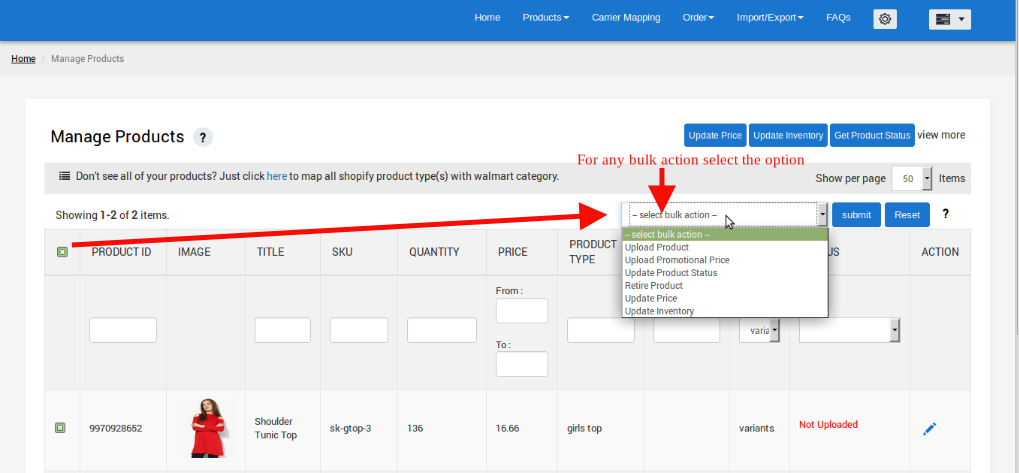 Home Products Carrier Mapping Order Import/Export FAQs
Home / Manage Products
Manage Products ?
Update Price Update Inventory Get Product Status view more
For any bulk action select the option
Don't see all of your products? Just click here to map all shopify product type(s) with walmart category.
Show per page 50 Items
Showing 1-2 of 2 items.
-- select bulk action -- submit Reset ?
-- select bulk action --
Upload Product
Upload Promotional Price
Update Product Status
Retire Product
Update Price
Update Inventory
PRODUCT ID IMAGE TITLE SKU QUANTITY PRICE PRODUCT TYPE ACTION
From :
To :
9970928652 Shoulder Tunic Top sk-gtop-3 136 16.66 girls top variants Not Uploaded